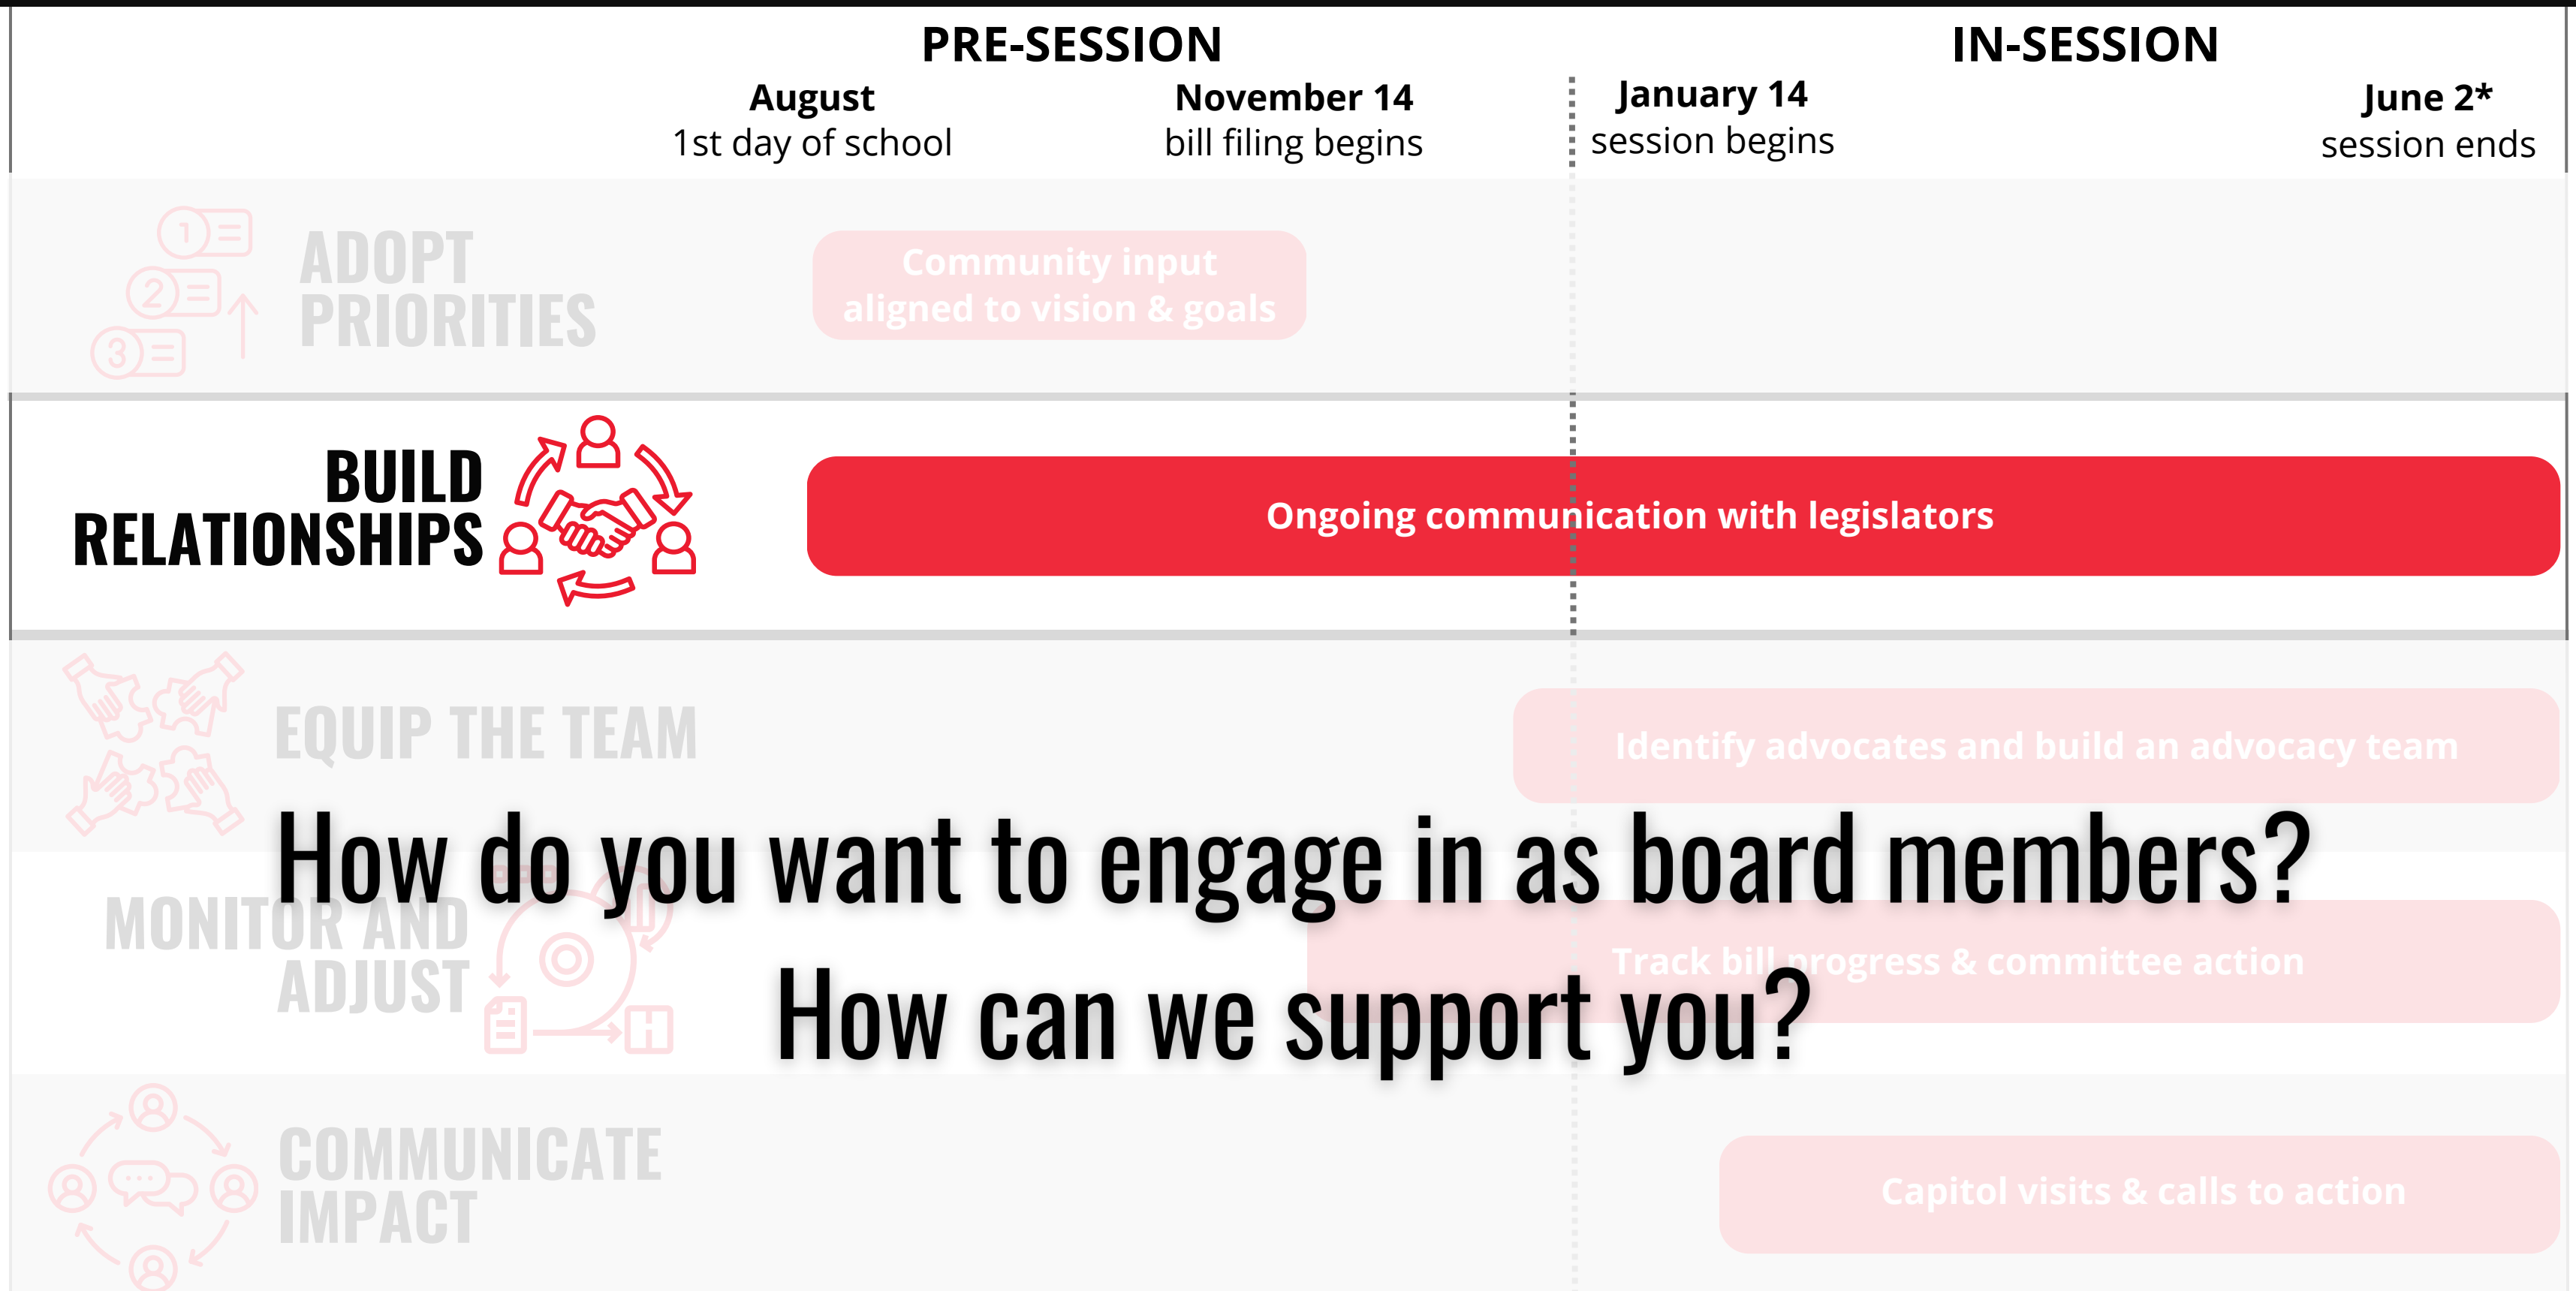 PRE-SESSION
IN-SESSION
August
1st day of school
November 14
bill filing begins
January 14
session begins
June 2*
session ends
1
2
3
ADOPT
PRIORITIES
Community input
aligned to vision & goals
BUILD
RELATIONSHIPS
Ongoing communication with legislators
EQUIP THE TEAM
Identify advocates and build an advocacy team
How do you want to engage in as board members?
MONITOR AND
ADJUST
Track bill progress & committee action
How can we support you?
COMMUNICATE
IMPACT
Capitol visits & calls to action